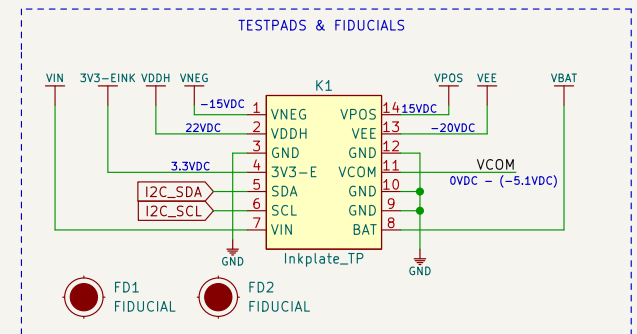 TESTPADS & FIDUCIALS
VIN 3V3-EINK VDDH VNEG VPOS VEE VBAT
K1
-15VDC 1 VNEG VPOS 14 15VDC
22VDC 2 VDDH VEE 13 -20VDC
3 GND GND 12
3.3VDC 4 3V3-E VCOM 11 VCOM
0VDC - (-5.1VDC)
I2C_SDA 5 SDA GND 10
I2C_SCL 6 SCL GND 9
7 VIN BAT 8
GND Inkplate_TP GND
FD1 FD2
FIDUCIAL FIDUCIAL